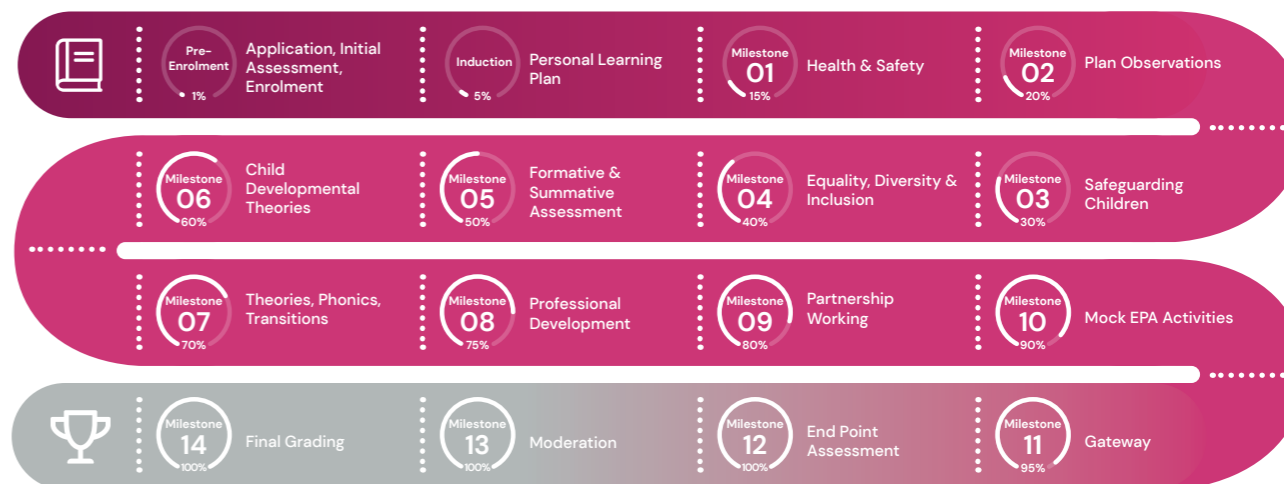 Pre-
Enrolment
1%
Application, Initial
Assessment,
Enrolment
Induction
5%
Personal Learning
Plan
Milestone
01
15%
Health & Safety
Milestone
02
20%
Plan Observations
Milestone
03
30%
Safeguarding
Children
Milestone
04
40%
Equality, Diversity &
Inclusion
Milestone
05
50%
Formative &
Summative
Assessment
Milestone
06
60%
Child
Developmental
Theories
Milestone
07
70%
Theories, Phonics,
Transitions
Milestone
08
75%
Professional
Development
Milestone
09
80%
Partnership
Working
Milestone
10
90%
Mock EPA Activities
Milestone
11
95%
Gateway
Milestone
12
100%
End Point
Assessment
Milestone
13
100%
Moderation
Milestone
14
100%
Final Grading